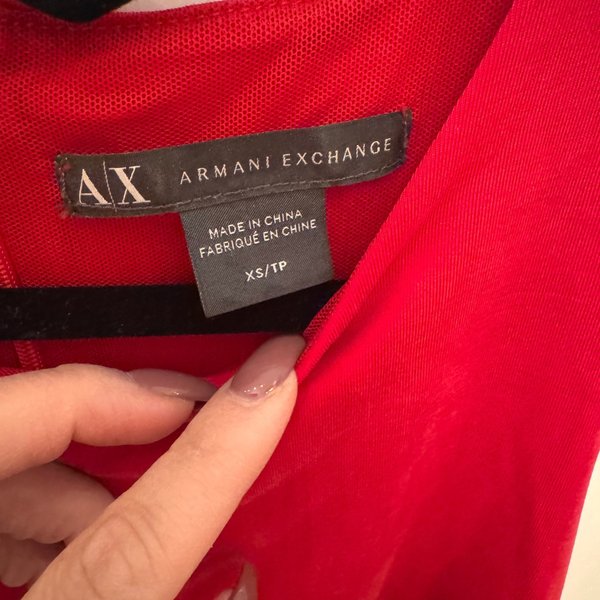 A|X ARMANI EXCHANGE
MADE IN CHINA
FABRIQUÉ EN CHINE
XS/TP